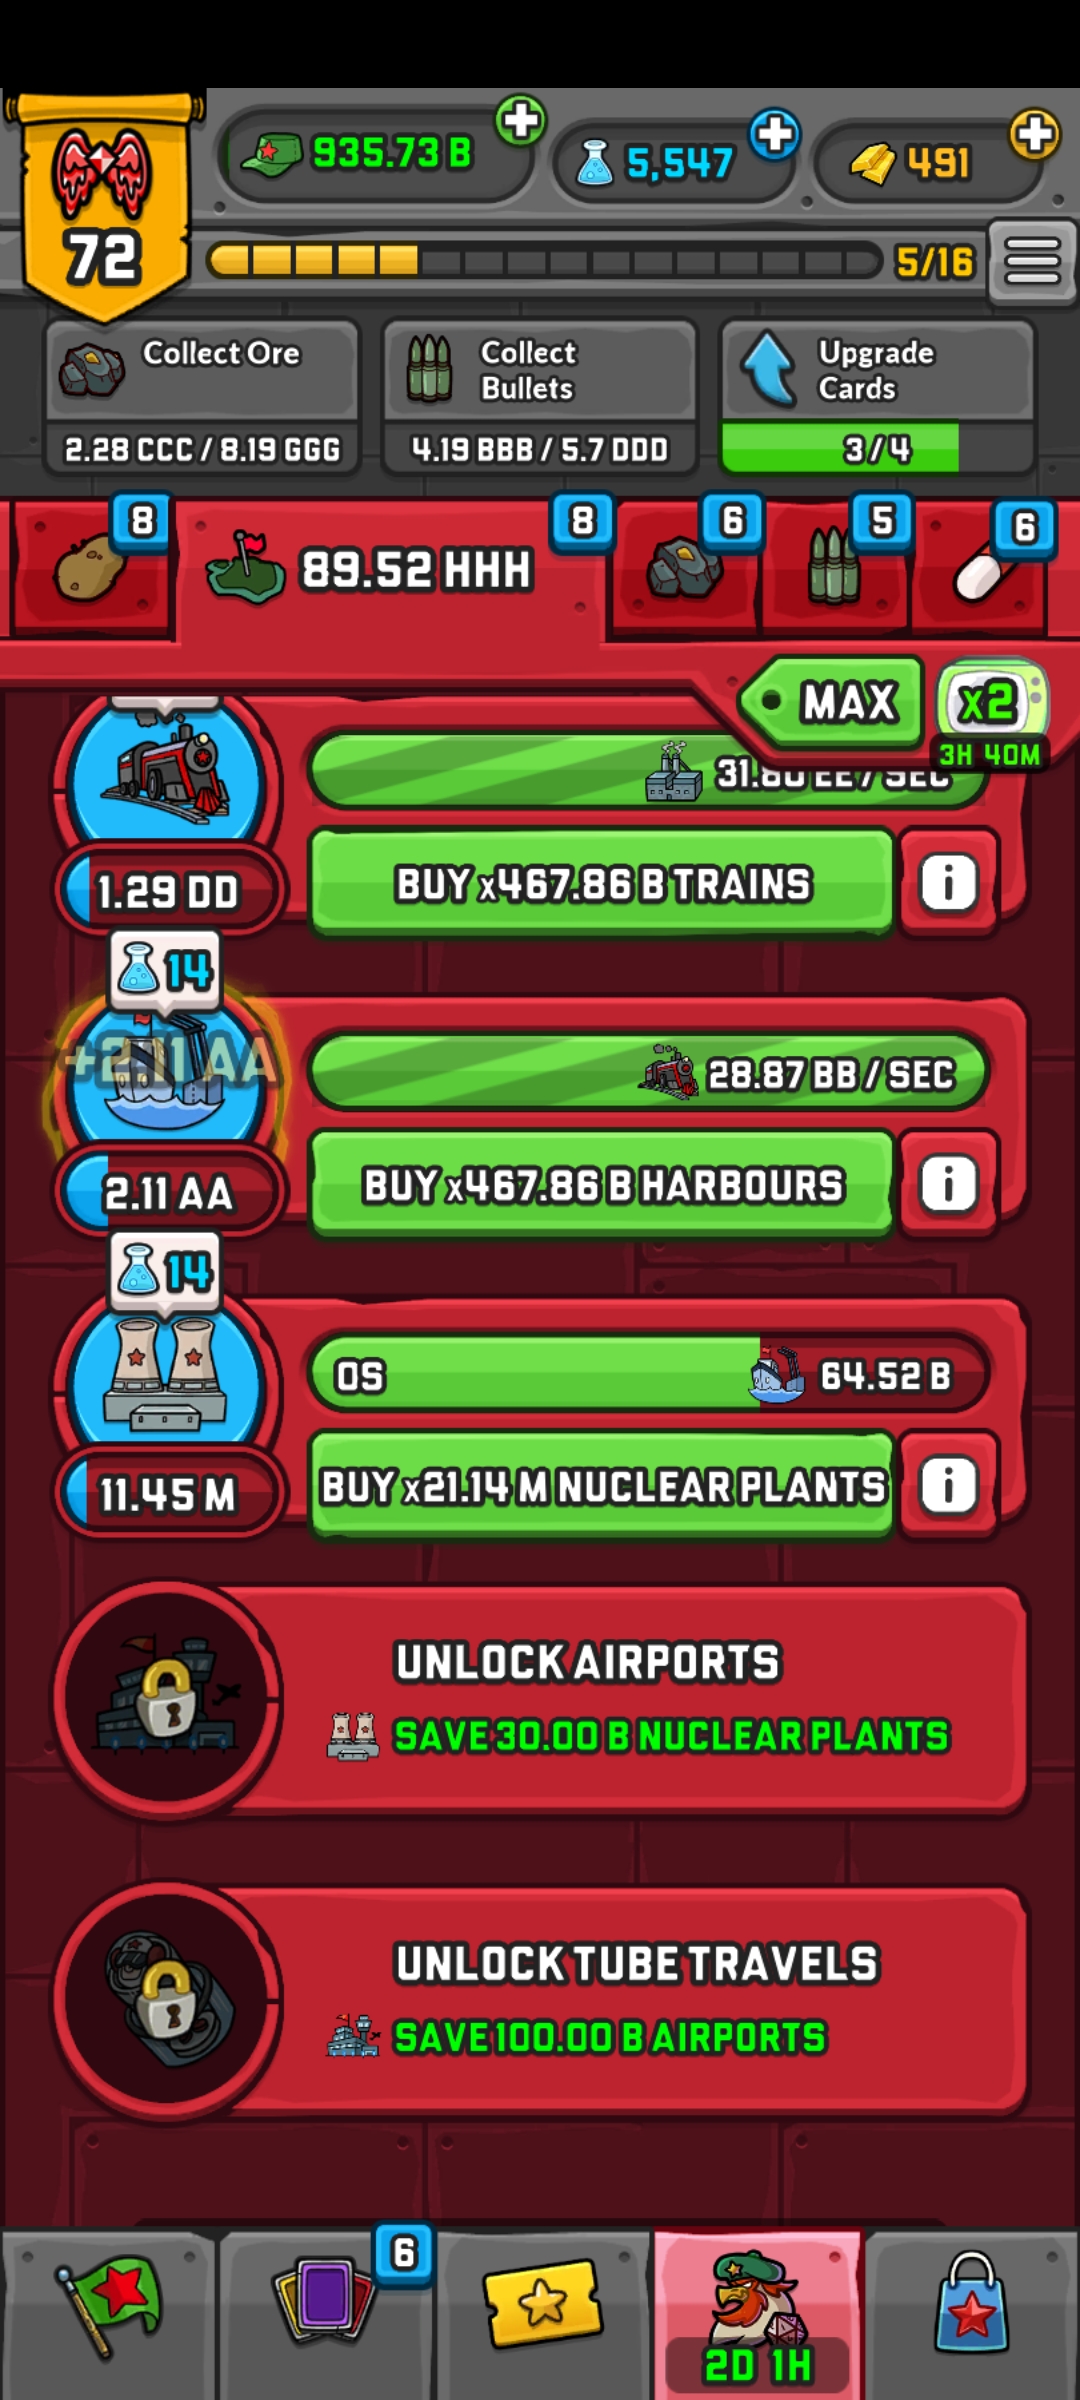 935.73 B
5,547
491
72
5/16
Collect Ore
2.28 CCC / 8.19 GGG
Collect
Bullets
4.19 BBB / 5.7 DDD
Upgrade
Cards
3/4
8
89.52 HHH
8
6
5
6
MAX
x2
3H 40M
31.80 EE / SEC
BUY x467.86 B TRAINS
i
1.29 DD
14
+2.11 AA
28.87 BB / SEC
2.11 AA
BUY x467.86 B HARBOURS
i
14
0S
64.52 B
11.45 M
BUY x21.14 M NUCLEAR PLANTS
i
UNLOCK AIRPORTS
SAVE 30.00 B NUCLEAR PLANTS
UNLOCK TUBE TRAVELS
SAVE 100.00 B AIRPORTS
6
2D 1H